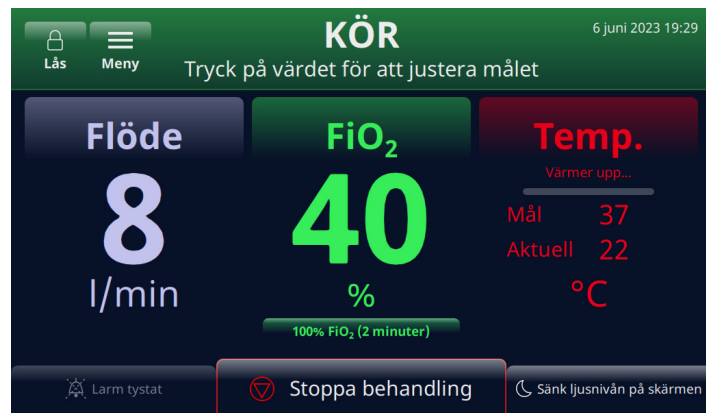 KÖR
6 juni 2023 19:29
Lås
Meny
Tryck på värdet för att justera målet
Flöde
8
l/min
FiO₂
40
%
100% FiO₂ (2 minuter)
Temp.
Värmer upp...
Mål 37
Aktuell 22
°C
Larm tystat
Stoppa behandling
Sänk ljusnivån på skärmen